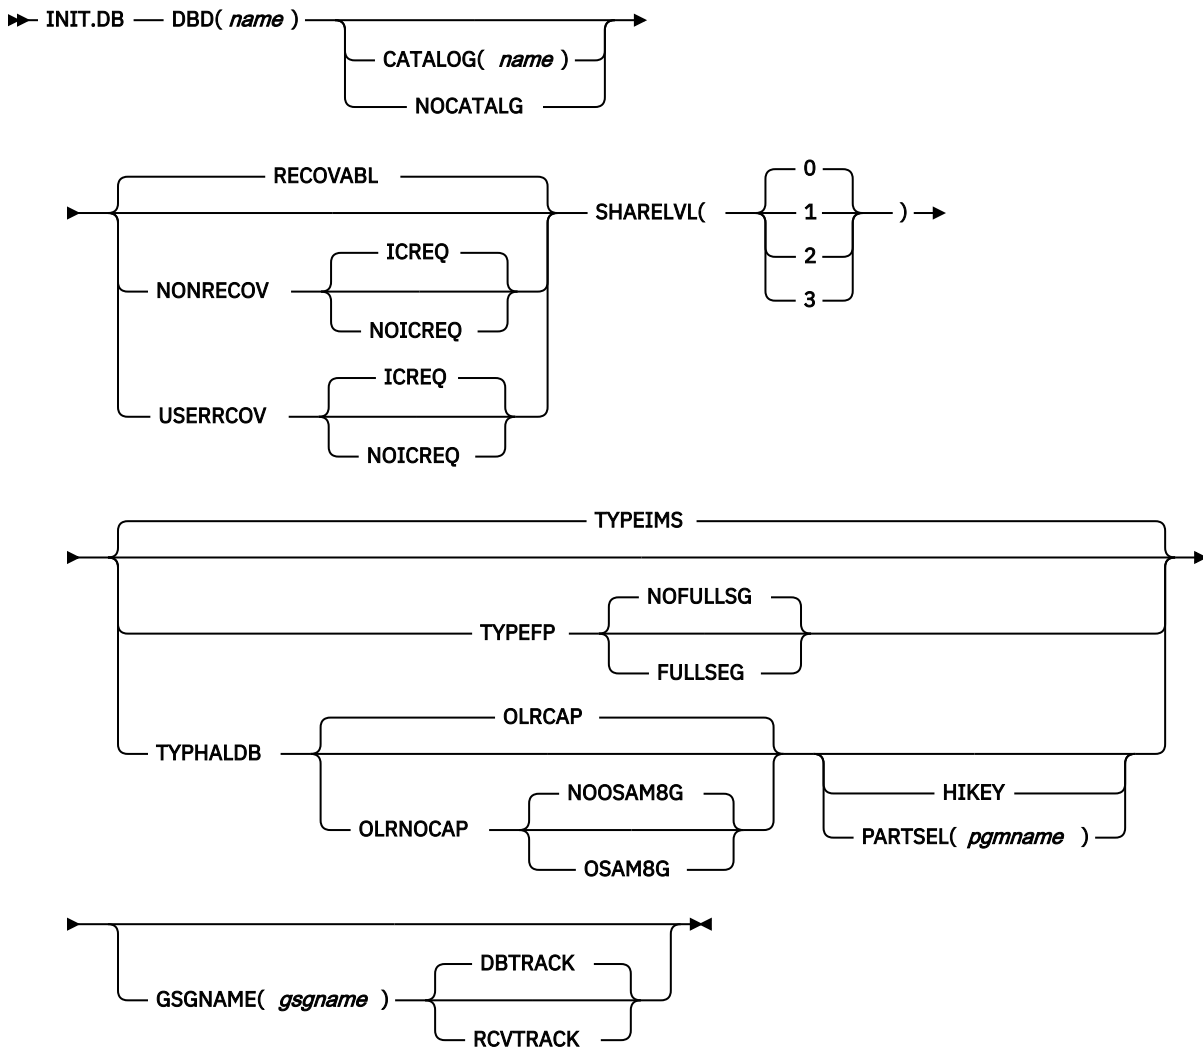 INIT.DB DBD( name )
CATALOG( name )
NOCATALG
RECOVABL
NONRECOV ICREQ
NOICREQ
USERRCOV ICREQ
NOICREQ
SHARELVL( 0
1 )
2
3
TYPEIMS
TYPEFP NOFULLSG
FULLSEG
TYPHALDB OLRCAP
OLRNOCAP NOOSAM8G
OSAM8G
HIKEY
PARTSEL( pgmname )
GSGNAME( gsgname ) DBTRACK
RCVTRACK